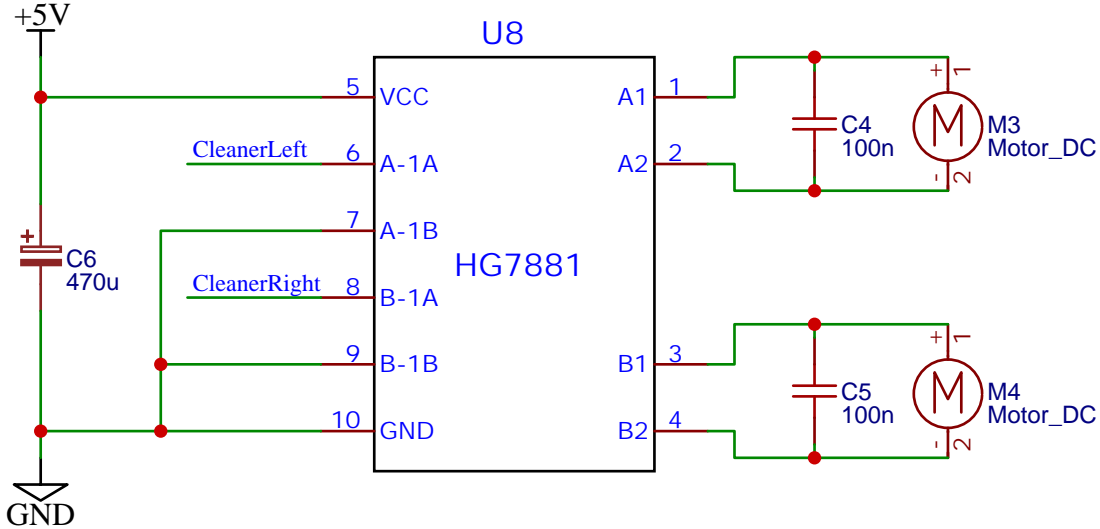 +5V
U8
5
VCC
A1
1
+
1
CleanerLeft
6
A-1A
A2
2
C4
100n
M
M3
Motor_DC
-
2
7
A-1B
+
C6
470u
HG7881
CleanerRight
8
B-1A
9
B-1B
B1
3
+
1
C5
100n
M
M4
Motor_DC
10
GND
B2
4
-
2
GND